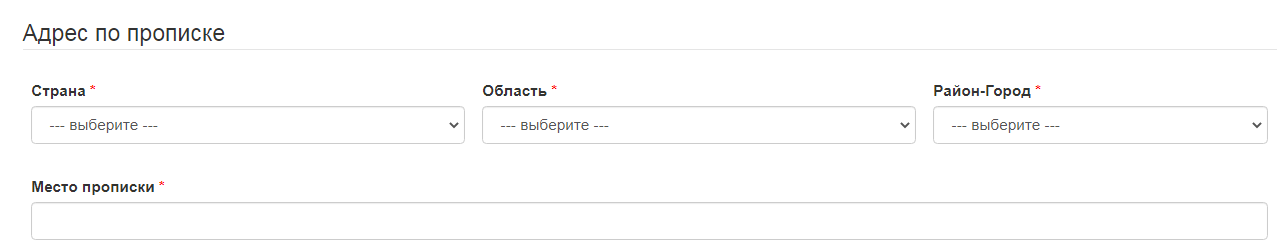 Адрес по прописке
Страна * Область * Район-Город *
--- выберите --- --- выберите --- --- выберите ---
Место прописки *